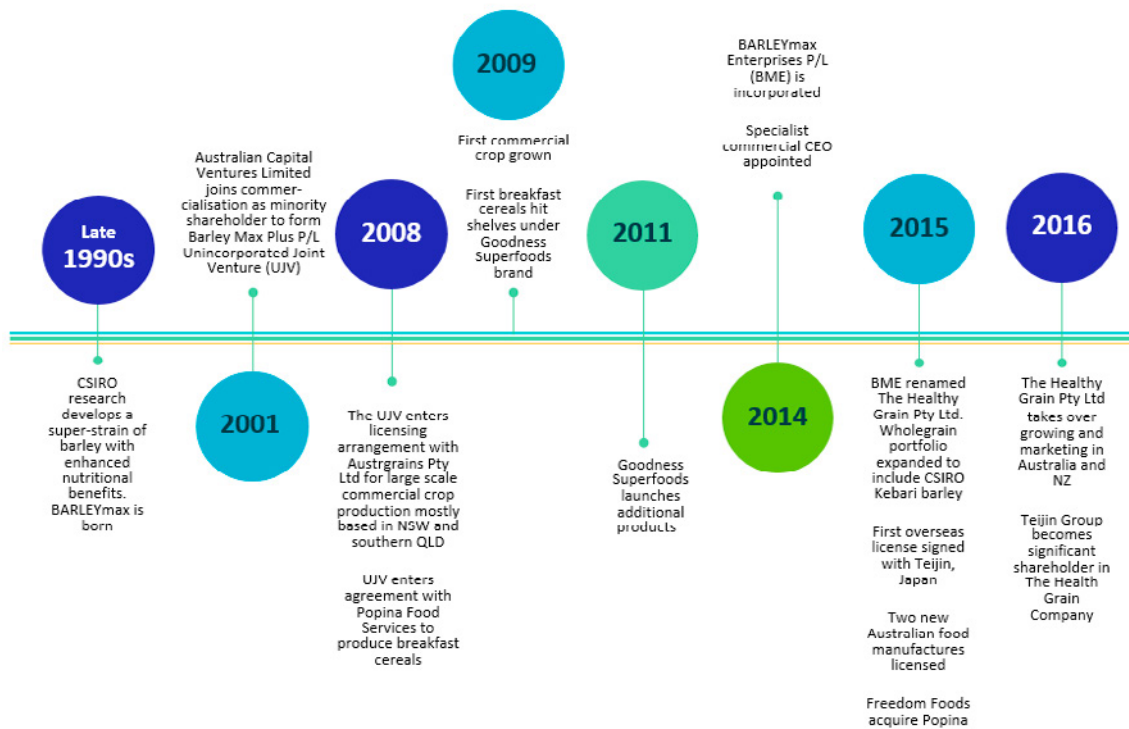 Late
1990s
CSIRO
research
develops a
super-strain of
barley with
enhanced
nutritional
benefits.
BARLEYmax is
born
Australian Capital
Ventures Limited
joins commer-
cialisation as minority
shareholder to form
Barley Max Plus P/L
Unincorporated Joint
Venture (UJV)
2001
2008
The UJV enters
licensing
arrangement with
Austrgrains Pty
Ltd for large scale
commercial crop
production mostly
based in NSW and
southern QLD
UJV enters
agreement with
Popina Food
Services to
produce breakfast
cereals
2009
First commercial
crop grown
First breakfast
cereals hit
shelves under
Goodness
Superfoods
brand
2011
Goodness
Superfoods
launches
additional
products
BARLEYmax
Enterprises P/L
(BME) is
incorporated
Specialist
commercial CEO
appointed
2014
2015
BME renamed
The Healthy
Grain Pty Ltd.
Wholegrain
portfolio
expanded to
include CSIRO
Kebari barley
First overseas
license signed
with Teijin,
Japan
Two new
Australian food
manufactures
licensed
Freedom Foods
acquire Popina
2016
The Healthy
Grain Pty Ltd
takes over
growing and
marketing in
Australia and
NZ
Teijin Group
becomes
significant
shareholder in
The Health
Grain
Company